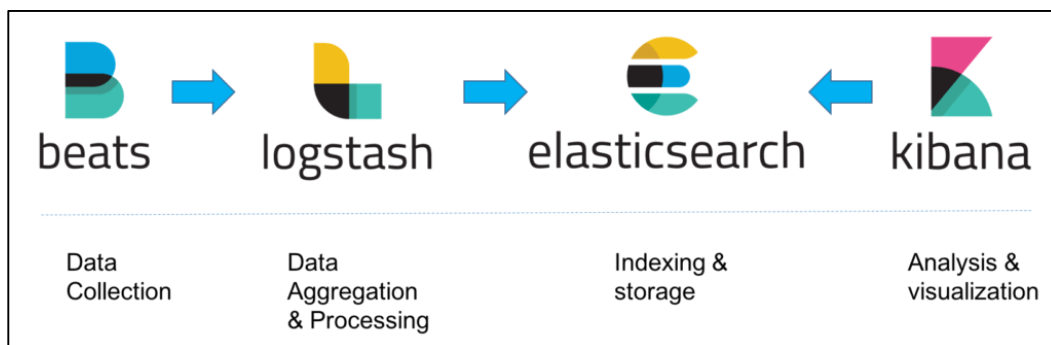 beats
logstash
elasticsearch
kibana
Data
Collection
Data
Aggregation
& Processing
Indexing &
storage
Analysis &
visualization